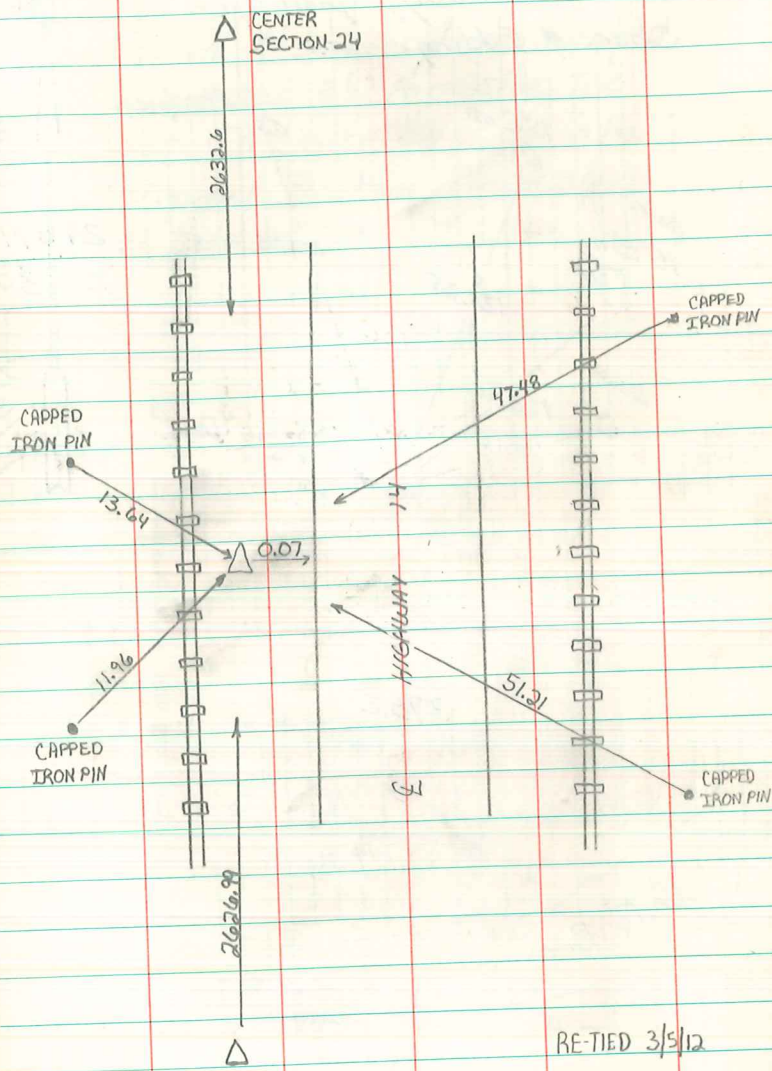 CENTER
SECTION 24
2632.6
CAPPED
IRON PIN
47.48
CAPPED
IRON PIN
13.64
0.07
HIGHWAY 14
11.96
51.21
CAPPED
IRON PIN
℄
CAPPED
IRON PIN
2626.99
RE-TIED 3/5/12